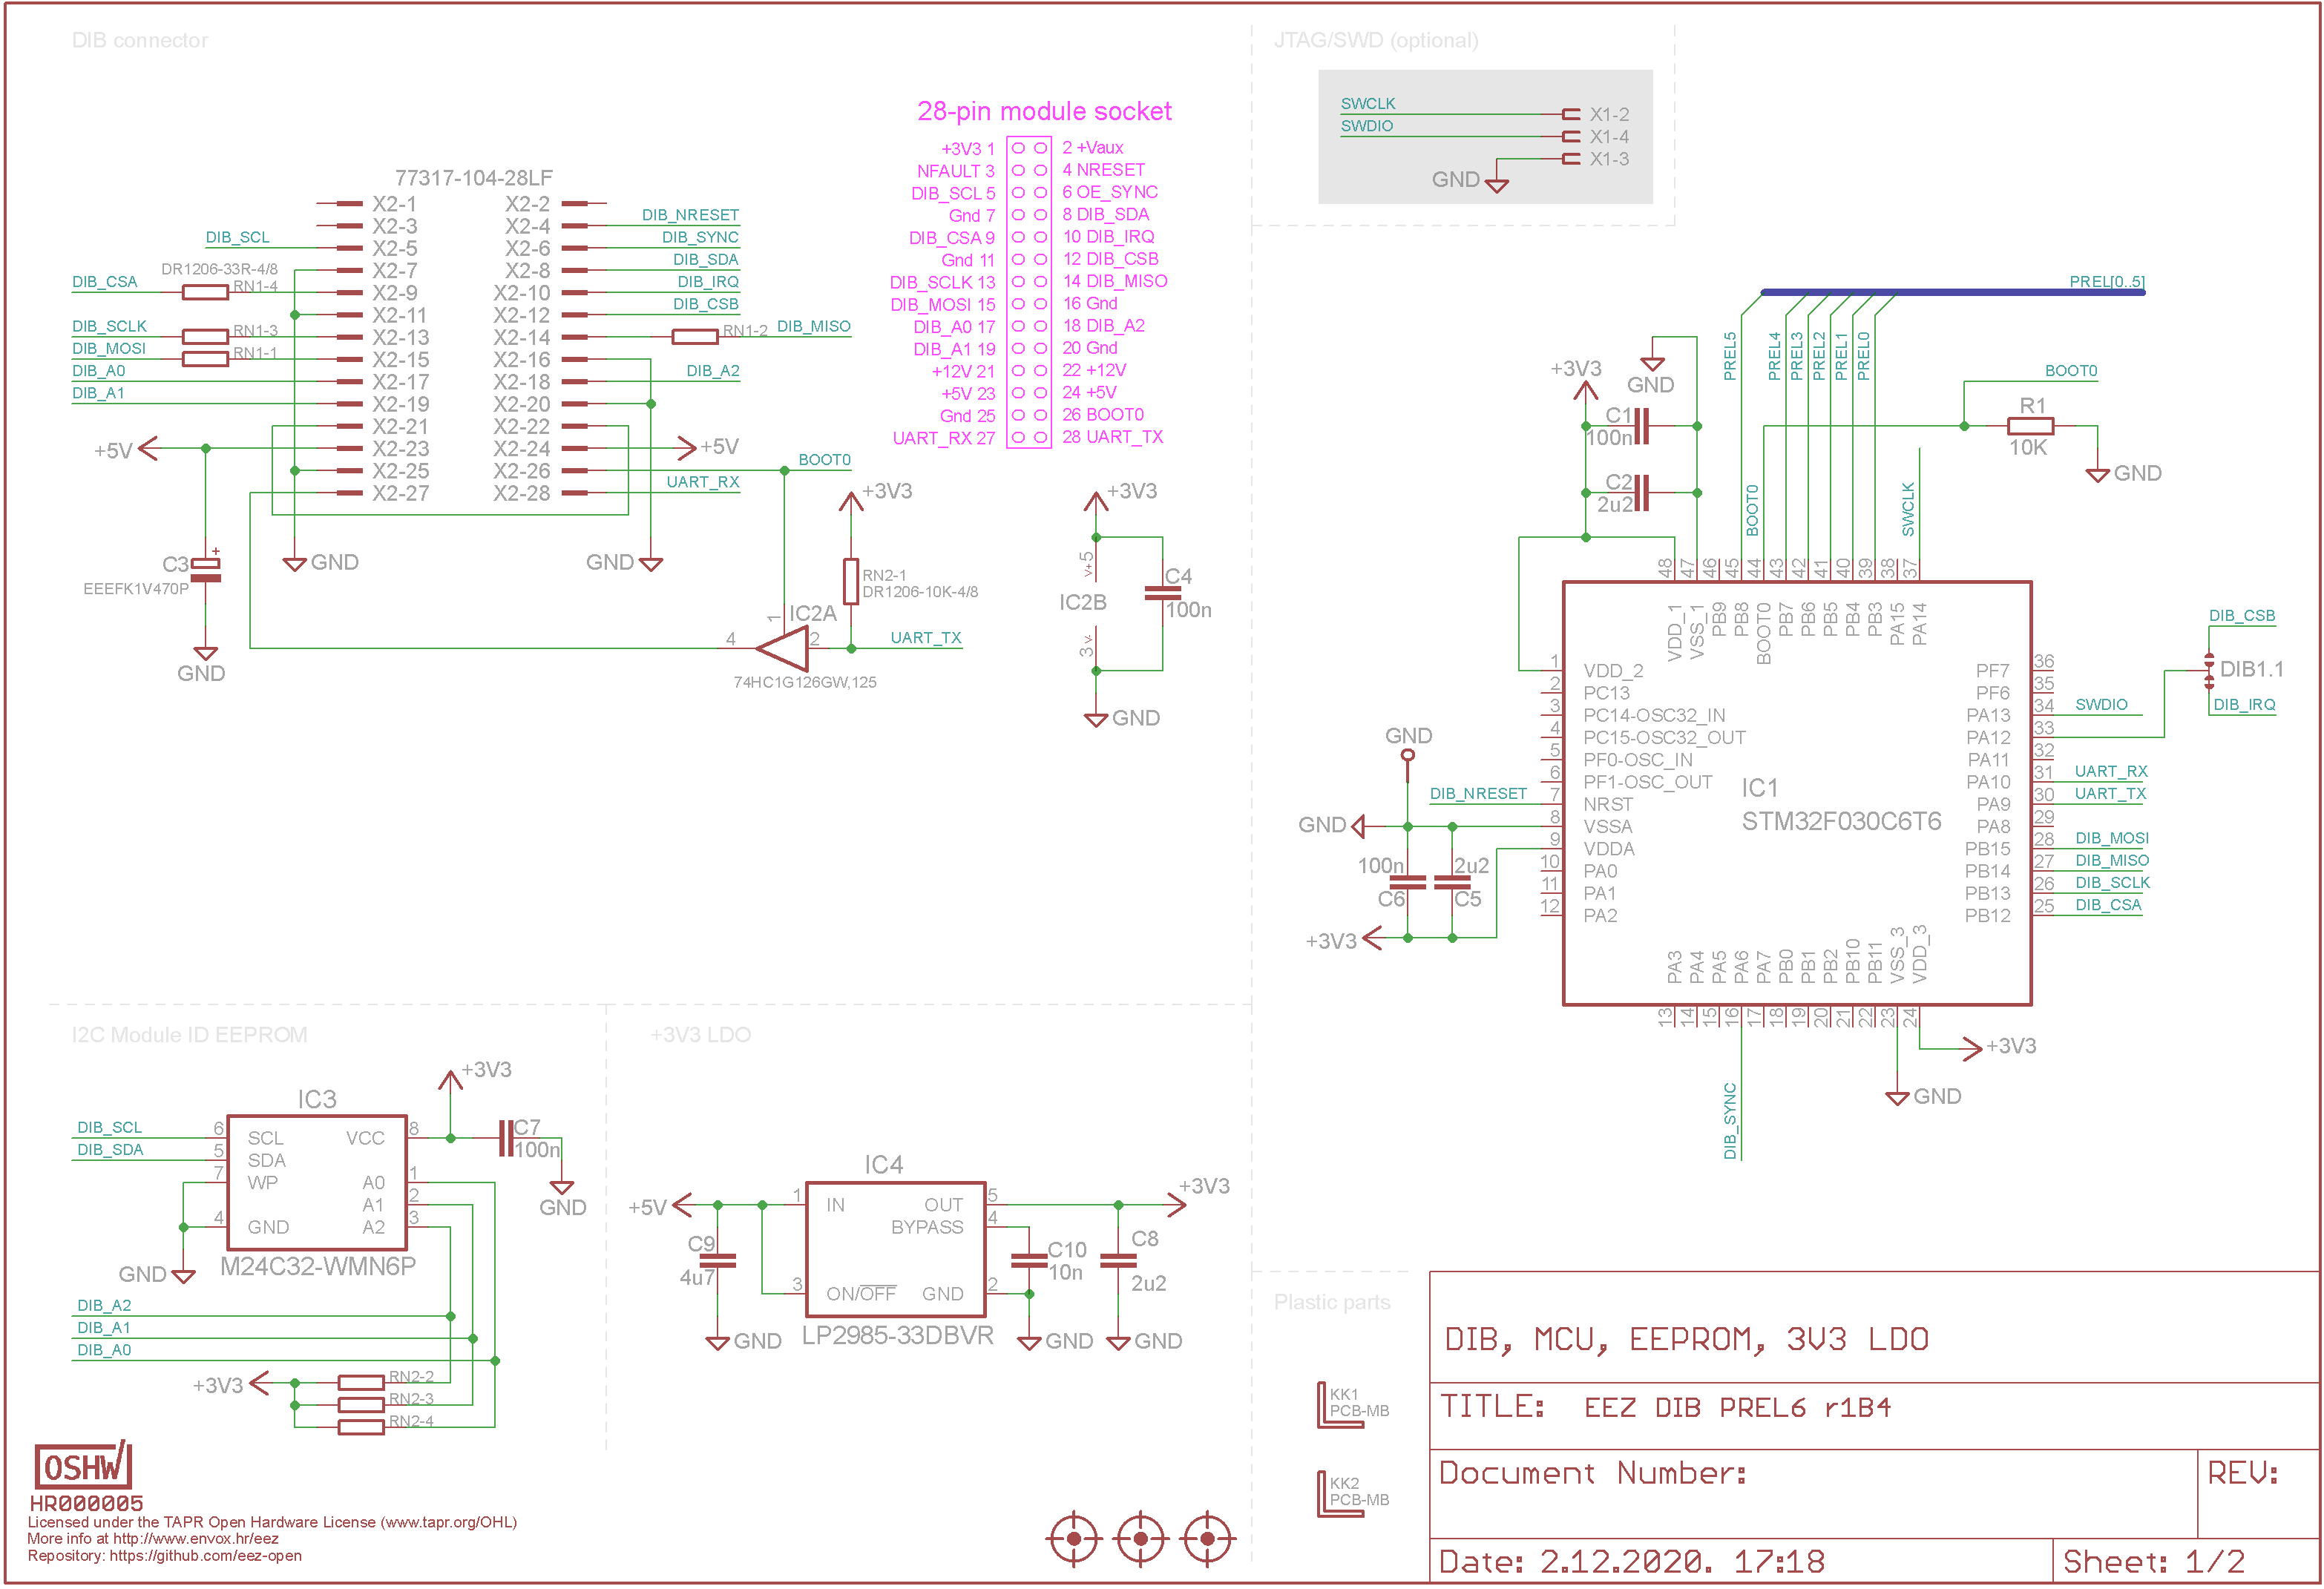 DIB connector
77317-104-28LF
X2-1 X2-2
X2-3 X2-4 DIB_NRESET
DIB_SCL X2-5 X2-6 DIB_SYNC
DR1206-33R-4/8 X2-7 X2-8 DIB_SDA
DIB_CSA RN1-4 X2-9 X2-10 DIB_IRQ
X2-11 X2-12 DIB_CSB
DIB_SCLK RN1-3 X2-13 X2-14 RN1-2 DIB_MISO
DIB_MOSI RN1-1 X2-15 X2-16
DIB_A0 X2-17 X2-18 DIB_A2
DIB_A1 X2-19 X2-20
X2-21 X2-22
+5V X2-23 X2-24 +5V
X2-25 X2-26 BOOT0
X2-27 X2-28 UART_RX
C3
+
EEEFK1V470P
GND
GND
GND
+3V3
RN2-1
DR1206-10K-4/8
IC2A
1
4
2
UART_TX
74HC1G126GW,125
28-pin module socket
+3V3 1 2 +Vaux
NFAULT 3 4 NRESET
DIB_SCL 5 6 OE_SYNC
Gnd 7 8 DIB_SDA
DIB_CSA 9 10 DIB_IRQ
Gnd 11 12 DIB_CSB
DIB_SCLK 13 14 DIB_MISO
DIB_MOSI 15 16 Gnd
DIB_A0 17 18 DIB_A2
DIB_A1 19 20 Gnd
+12V 21 22 +12V
+5V 23 24 +5V
Gnd 25 26 BOOT0
UART_RX 27 28 UART_TX
+3V3
V+ 5
IC2B
3 V-
C4
100n
GND
JTAG/SWD (optional)
SWCLK X1-2
SWDIO X1-4
X1-3
GND
PREL[0..5]
PREL5
PREL4
PREL3
PREL2
PREL1
PREL0
BOOT0
R1
10K
GND
+3V3
GND
C1
100n
C2
2u2
BOOT0
SWCLK
48 47 46 45 44 43 42 41 40 39 38 37
VDD_1
VSS_1
PB9
PB8
BOOT0
PB7
PB6
PB5
PB4
PB3
PA15
PA14
1 VDD_2
2 PC13
3 PC14-OSC32_IN
4 PC15-OSC32_OUT
5 PF0-OSC_IN
6 PF1-OSC_OUT
DIB_NRESET 7 NRST
8 VSSA
9 VDDA
10 PA0
11 PA1
12 PA2
IC1
STM32F030C6T6
PF7 36
PF6 35
PA13 34 SWDIO
PA12 33
PA11 32
PA10 31 UART_RX
PA9 30 UART_TX
PA8 29
PB15 28 DIB_MOSI
PB14 27 DIB_MISO
PB13 26 DIB_SCLK
PB12 25 DIB_CSA
DIB_CSB
DIB1.1
DIB_IRQ
GND
GND
100n
C6
2u2
C5
+3V3
PA3
PA4
PA5
PA6
PA7
PB0
PB1
PB2
PB10
PB11
VSS_3
VDD_3
13 14 15 16 17 18 19 20 21 22 23 24
DIB_SYNC
+3V3
GND
I2C Module ID EEPROM
+3V3
IC3
C7
100n
GND
DIB_SCL 6 SCL VCC 8
DIB_SDA 5 SDA
7 WP A0 1
A1 2
4 GND A2 3
GND
M24C32-WMN6P
DIB_A2
DIB_A1
DIB_A0
+3V3
RN2-2
RN2-3
RN2-4
+3V3 LDO
IC4
+5V 1 IN OUT 5 +3V3
BYPASS 4
C9
4u7
C10
10n
C8
2u2
3 ON/OFF GND 2
GND
LP2985-33DBVR
GND
GND
Plastic parts
KK1
PCB-MB
KK2
PCB-MB
OSHW
HR000005
Licensed under the TAPR Open Hardware License (www.tapr.org/OHL)
More info at http://www.envox.hr/eez
Repository: https://github.com/eez-open
DIB, MCU, EEPROM, 3V3 LDO
TITLE: EEZ DIB PREL6 r1B4
Document Number:
REV:
Date: 2.12.2020. 17:18
Sheet: 1/2